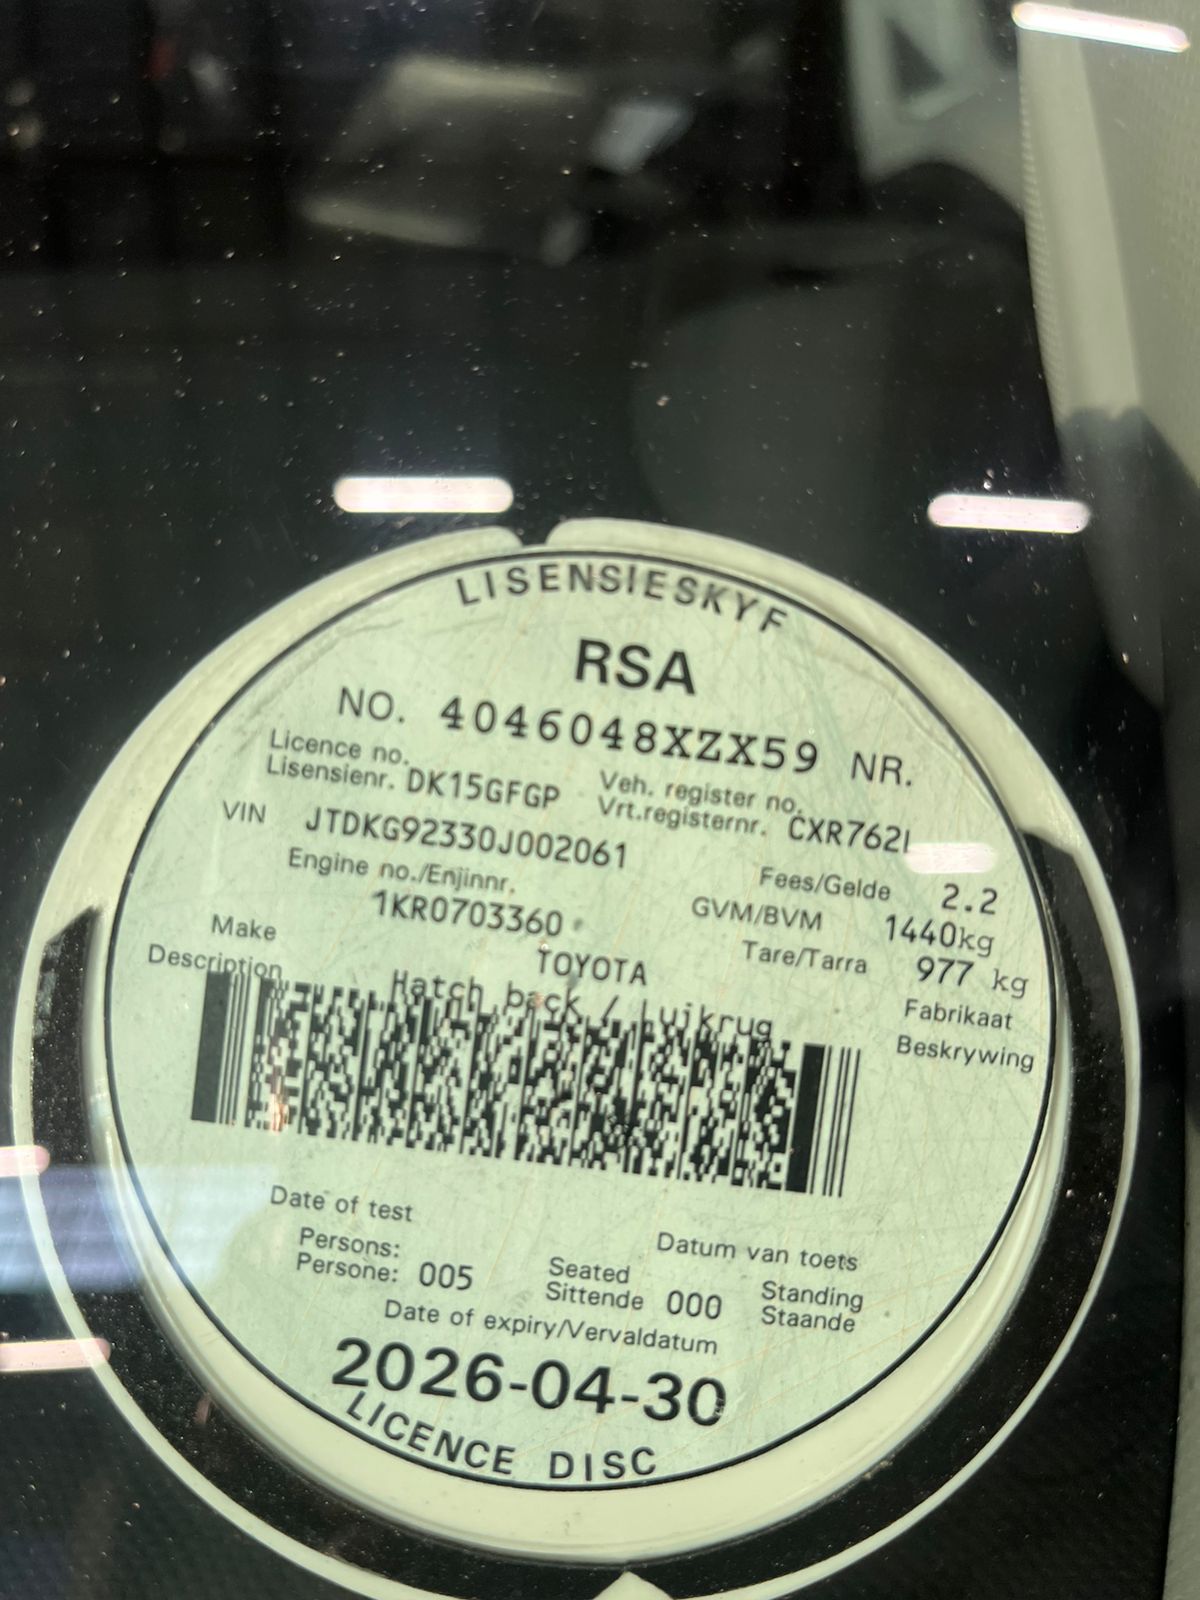 LISENSIESKYF
RSA
NO. 4046048XZX59 NR.
Licence no.
Lisensienr. DK15GFGP
Veh. register no.
Vrt.registernr.
VIN JTDKG92330J002061
Engine no./Enjinnr.
1KR0703360
Fees/Gelde 2.2
GVM/BVM 1440kg
Tare/Tarra 977 kg
Make TOYOTA Fabrikaat
Description Hatch back / Luikrug Beskrywing
Date of test Datum van toets
Persons:
Persone: 005
Seated
Sittende 000
Standing
Staande
Date of expiry/Vervaldatum
2026-04-30
LICENCE DISC